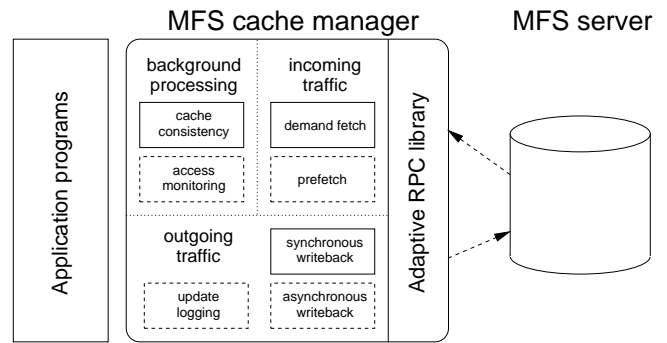 MFS cache manager
MFS server
Application programs
background
processing
cache
consistency
access
monitoring
incoming
traffic
demand fetch
prefetch
outgoing
traffic
update
logging
synchronous
writeback
asynchronous
writeback
Adaptive RPC library